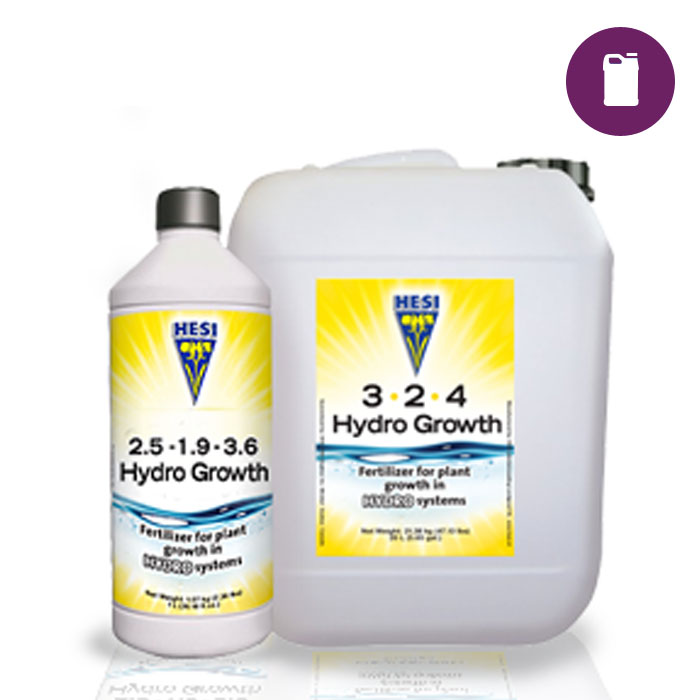 HESI
2.5 - 1.9 - 3.6
Hydro Growth
Fertilizer for plant
growth in
HYDRO systems
HESI
3 · 2 · 4
Hydro Growth
Fertilizer for plant
growth in
HYDRO systems